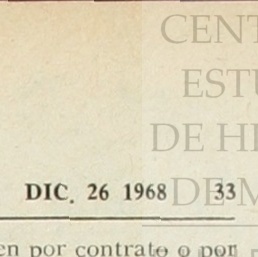 CENT
ESTU
DE HI
DIC. 26 1968 33
DE M
en por contrato o por